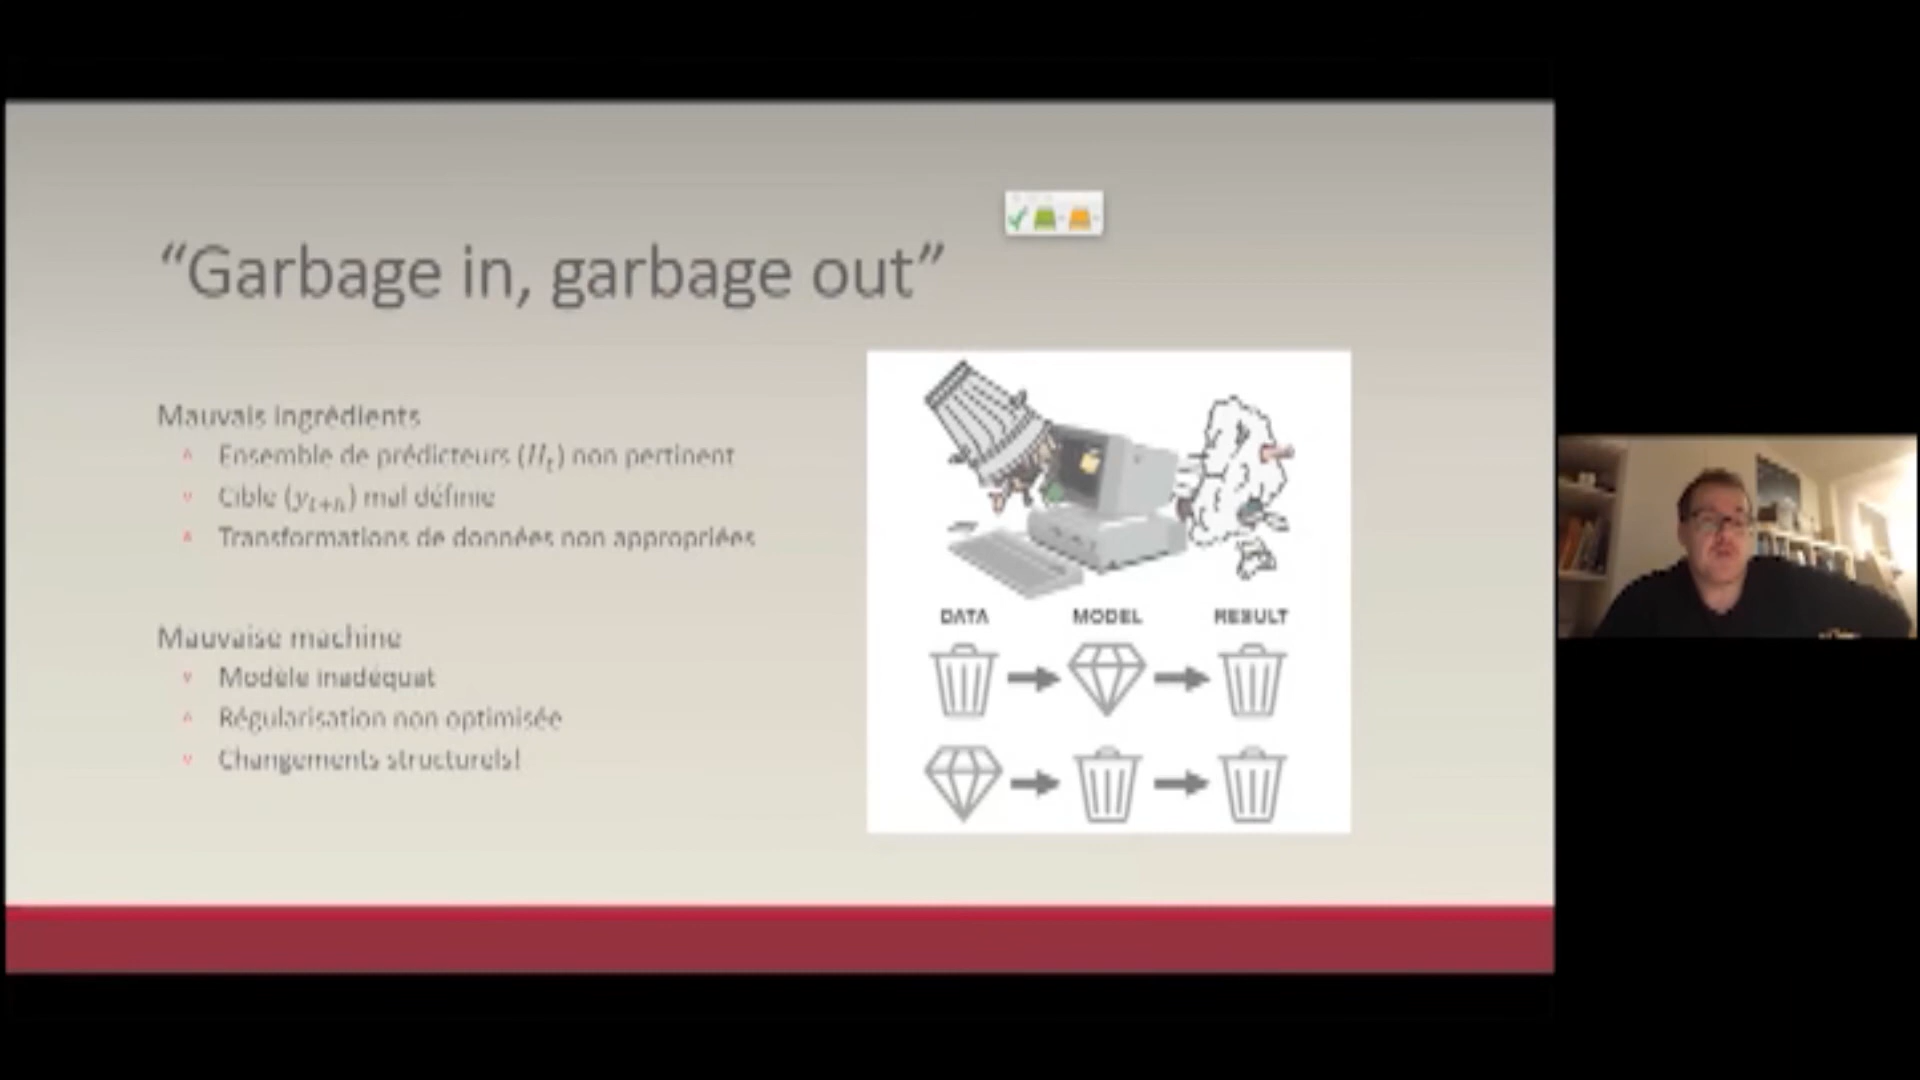 “Garbage in, garbage out”
Mauvais ingrédients
Ensemble de prédicteurs (H_t) non pertinent
Cible (y_{t+h}) mal définie
Transformations de données non appropriées
Mauvaise machine
Modèle inadéquat
Régularisation non optimisée
Changements structurels!
DATA MODEL RESULT